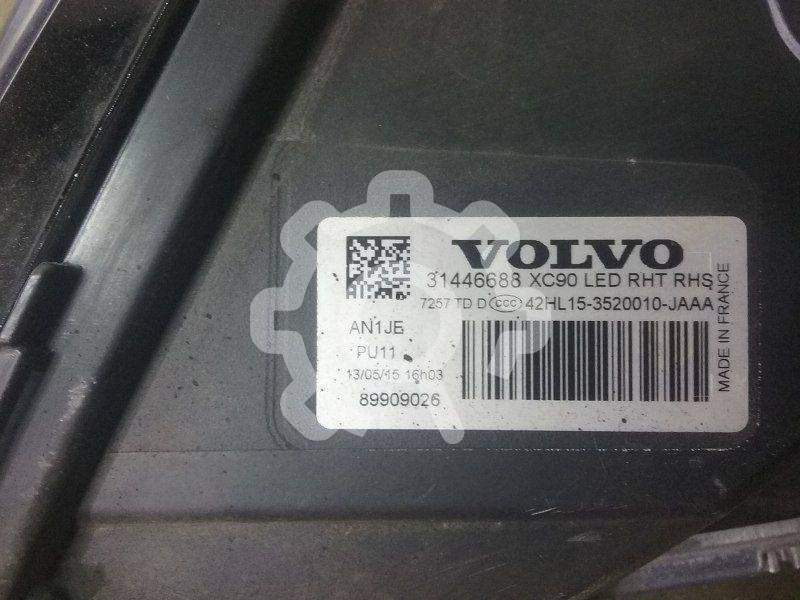 VOLVO
31446688 XC90 LED RHT RHS
7257 TD D CCC 42HL15-3520010-JAAA
AN1JE
PU11
13/05/15 16h03
89909026
MADE IN FRANCE